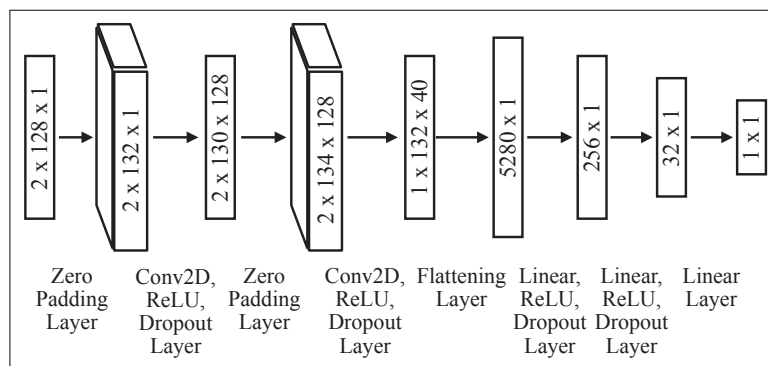 2 x 128 x 1
2 x 132 x 1
2 x 130 x 128
2 x 134 x 128
1 x 132 x 40
5280 x 1
256 x 1
32 x 1
1 x 1
Zero
Padding
Layer
Conv2D,
ReLU,
Dropout
Layer
Zero
Padding
Layer
Conv2D,
ReLU,
Dropout
Layer
Flattening
Layer
Linear,
ReLU,
Dropout
Layer
Linear,
ReLU,
Dropout
Layer
Linear
Layer